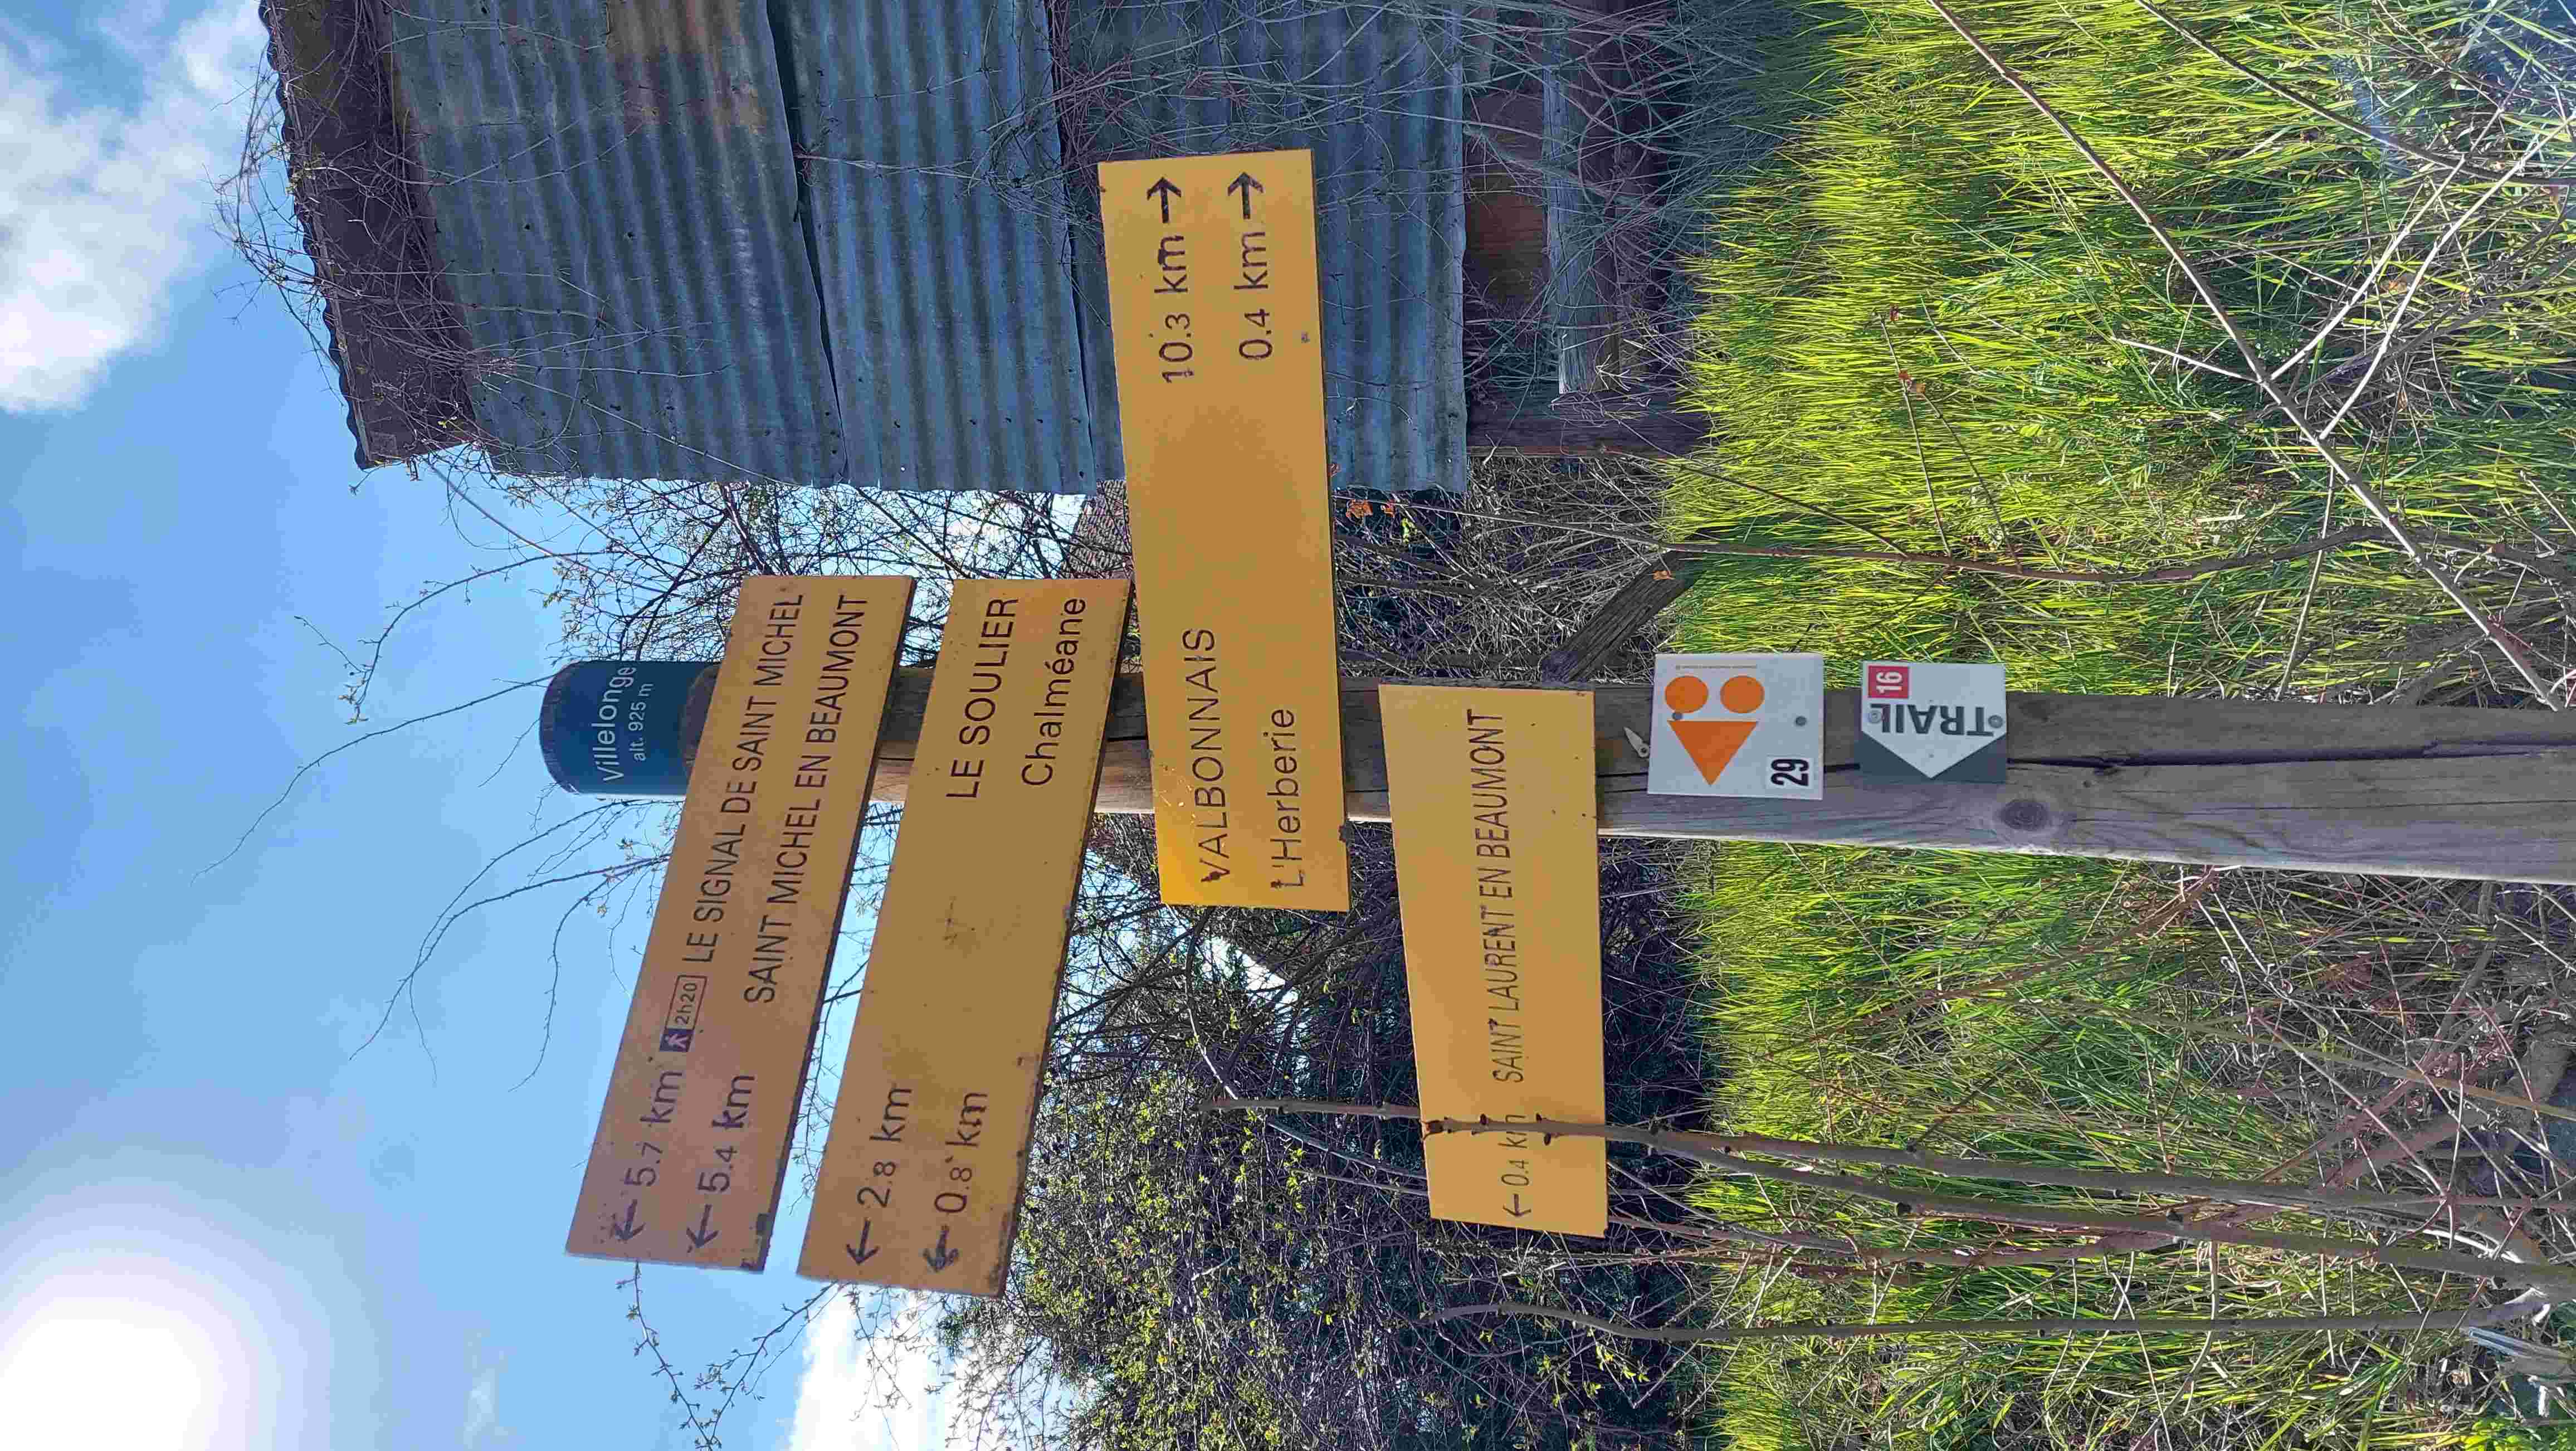 Villelonge
alt. 925 m
← 5.7 km 2h20 LE SIGNAL DE SAINT MICHEL
← 5.4 km SAINT MICHEL EN BEAUMONT
← 2.8 km LE SOULIER
← 0.8 km Chalméane
VALBONNAIS 10.3 km →
L'Herberie 0.4 km →
← 0.4 km SAINT LAURENT EN BEAUMONT
29
16
TRAIL